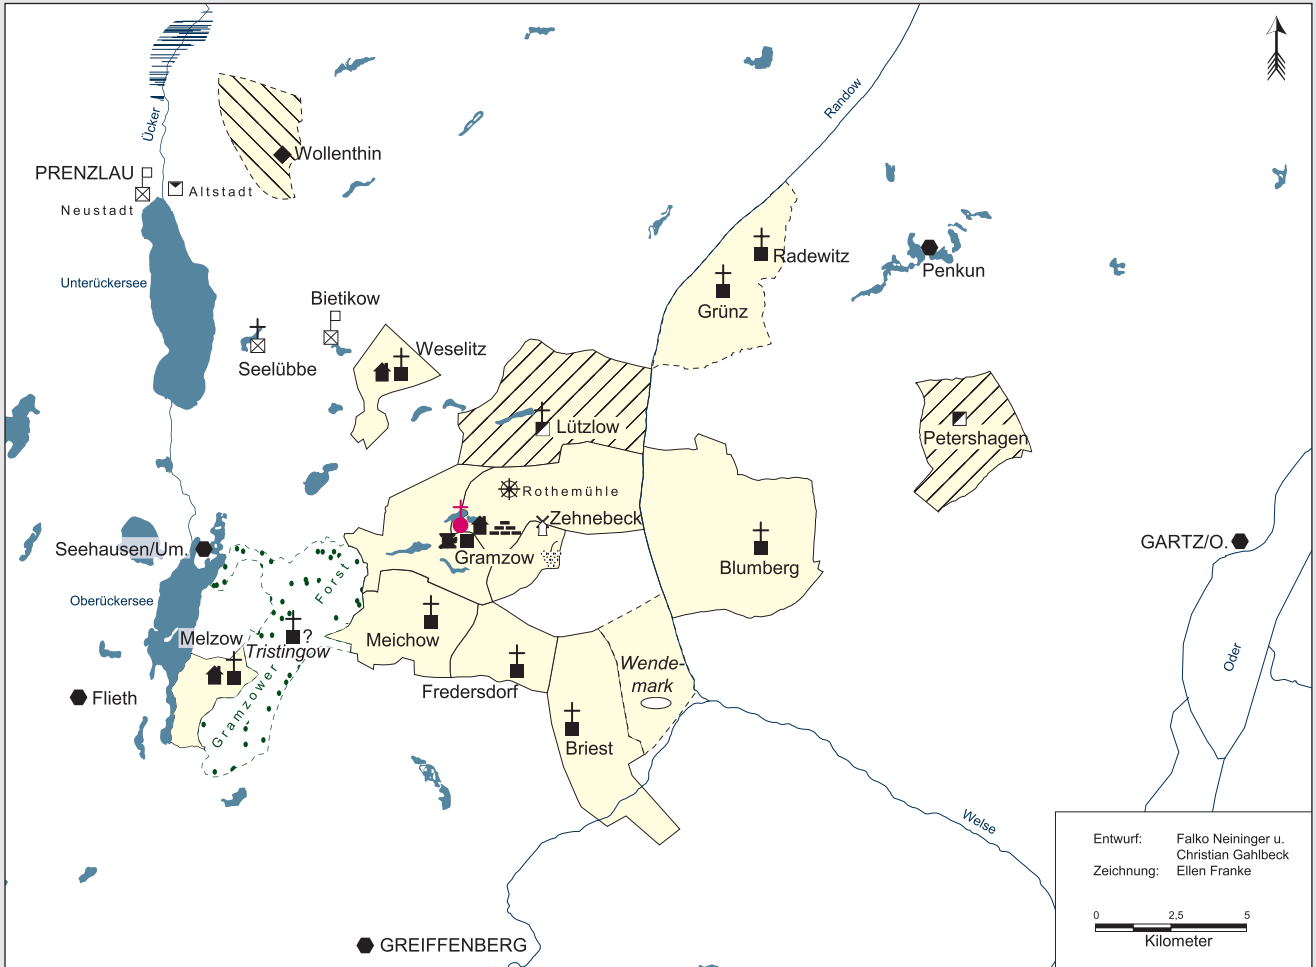 Ücker
Randow
Wollenthin
PRENZLAU
Altstadt
Neustadt
Radewitz
Penkun
Unterückersee
Bietikow
Grünz
Weselitz
Seelübbe
Lützlow
Petershagen
Rothemühle
Zehnebeck
Seehausen/Um.
Gramzow
GARTZ/O.
Blumberg
Forst
Oberückersee
Melzow
?
Tristingow
Meichow
Oder
Wende-
mark
Flieth
Fredersdorf
Gramzower
Briest
Welse
Entwurf: Falko Neininger u.
Christian Gahlbeck
Zeichnung: Ellen Franke
0 2,5 5
Kilometer
GREIFFENBERG